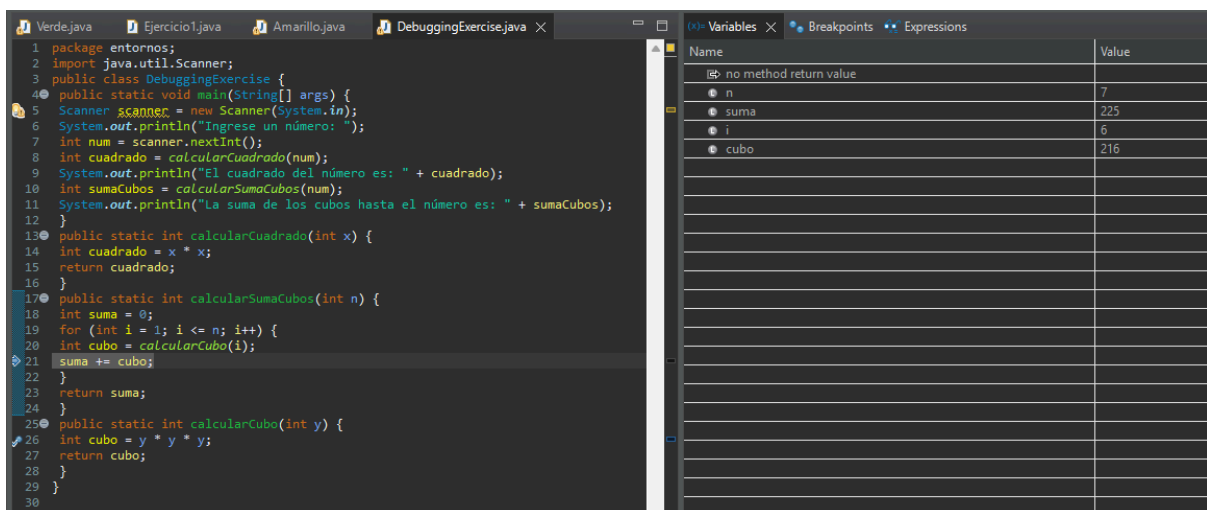 Verde.java Ejercicio1.java Amarillo.java DebuggingExercise.java
1 package entornos;
2 import java.util.Scanner;
3 public class DebuggingExercise {
4 public static void main(String[] args) {
5 Scanner scanner = new Scanner(System.in);
6 System.out.println("Ingrese un número: ");
7 int num = scanner.nextInt();
8 int cuadrado = calcularCuadrado(num);
9 System.out.println("El cuadrado del número es: " + cuadrado);
10 int sumaCubos = calcularSumaCubos(num);
11 System.out.println("La suma de los cubos hasta el número es: " + sumaCubos);
12 }
13 public static int calcularCuadrado(int x) {
14 int cuadrado = x * x;
15 return cuadrado;
16 }
17 public static int calcularSumaCubos(int n) {
18 int suma = 0;
19 for (int i = 1; i <= n; i++) {
20 int cubo = calcularCubo(i);
21 suma += cubo;
22 }
23 return suma;
24 }
25 public static int calcularCubo(int y) {
26 int cubo = y * y * y;
27 return cubo;
28 }
29 }
30
(x)= Variables Breakpoints Expressions
Name Value
no method return value
n 7
suma 225
i 6
cubo 216